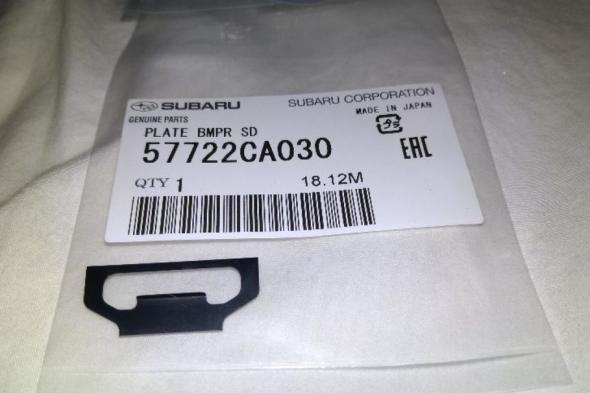 SUBARU
SUBARU CORPORATION
GENUINE PARTS
MADE IN JAPAN
PLATE BMPR SD
57722CA030
EAC
QTY 1
18.12M